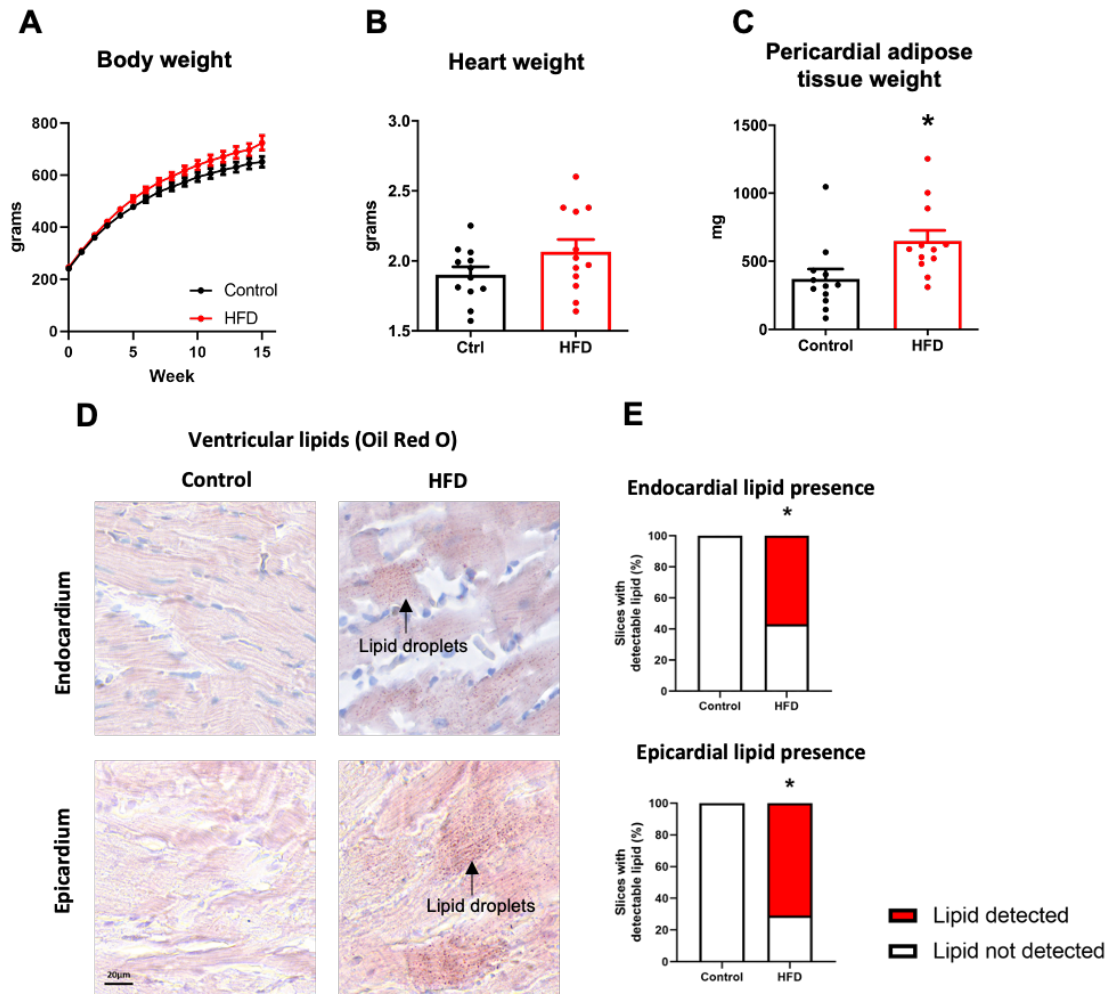 A
Body weight
grams
800
600
400
200
0
0
5
10
15
Week
Control
HFD
B
Heart weight
grams
3.0
2.5
2.0
1.5
Ctrl
HFD
C
Pericardial adipose
tissue weight
*
mg
1500
1000
500
0
Control
HFD
D
Ventricular lipids (Oil Red O)
Control
HFD
Endocardium
Lipid droplets
Epicardium
Lipid droplets
20µm
E
Endocardial lipid presence
*
Slices with
detectable lipid (%)
100
80
60
40
20
0
Control
HFD
Epicardial lipid presence
*
Slices with
detectable lipid (%)
100
80
60
40
20
0
Control
HFD
Lipid detected
Lipid not detected